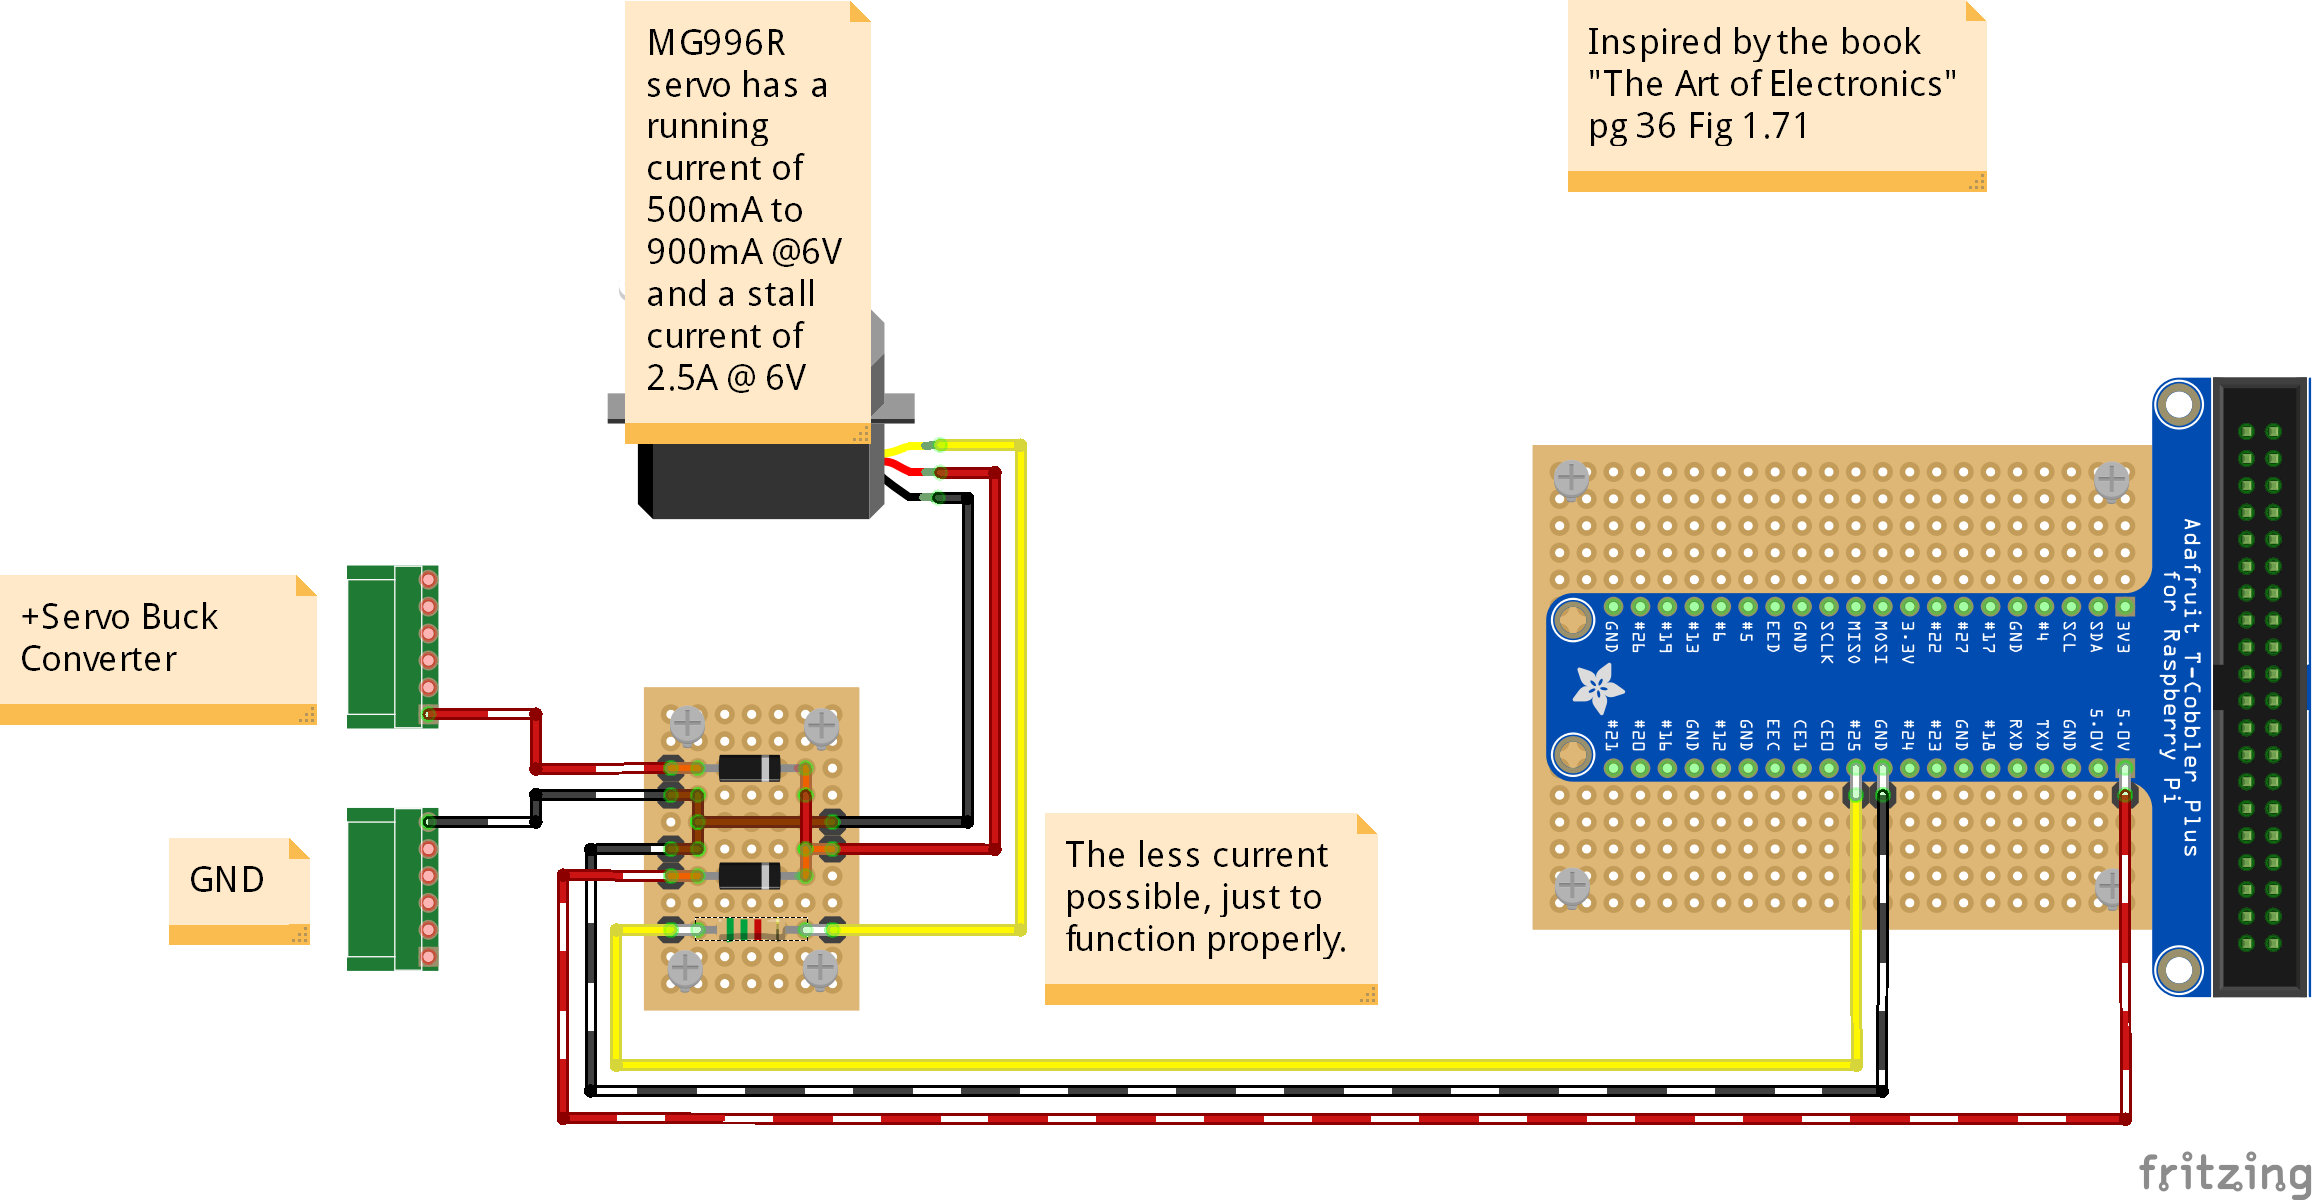 MG996R
servo has a
running
current of
500mA to
900mA @6V
and a stall
current of
2.5A @ 6V
Inspired by the book
"The Art of Electronics"
pg 36 Fig 1.71
+Servo Buck
Converter
GND
The less current
possible, just to
function properly.
GND #26 #19 #13 #6 #5 EED GND SCLK MISO MOSI 3.3V #22 #27 #17 GND #4 SCL SDA 3V3
#21 #20 #16 GND #12 GND EEC CE1 CE0 #25 GND #24 #23 GND #18 RXD TXD GND 5.0V 5.0V
Adafruit T-Cobbler Plus
for Raspberry Pi
fritzing